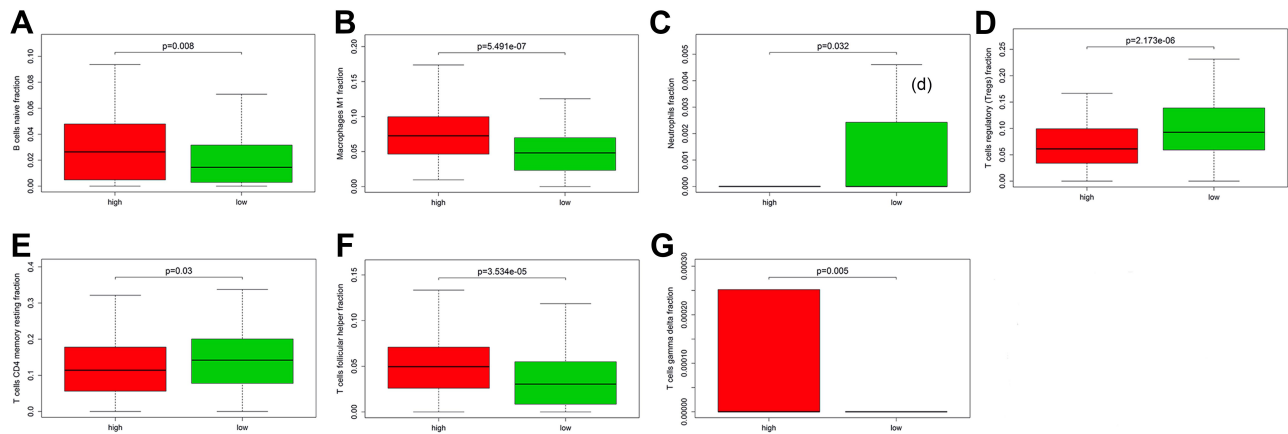 A
B cells naive fraction
0.00 0.02 0.04 0.06 0.08 0.10
p=0.008
high low
B
Macrophages M1 fraction
0.00 0.05 0.10 0.15 0.20
p=5.491e-07
high low
C
Neutrophils fraction
0.000 0.001 0.002 0.003 0.004 0.005
p=0.032
(d)
high low
D
T cells regulatory (Tregs) fraction
0.00 0.05 0.10 0.15 0.20 0.25
p=2.173e-06
high low
E
T cells CD4 memory resting fraction
0.0 0.1 0.2 0.3 0.4
p=0.03
high low
F
T cells follicular helper fraction
0.00 0.05 0.10 0.15
p=3.534e-05
high low
G
T cells gamma delta fraction
0.00000 0.00010 0.00020 0.00030
p=0.005
high low